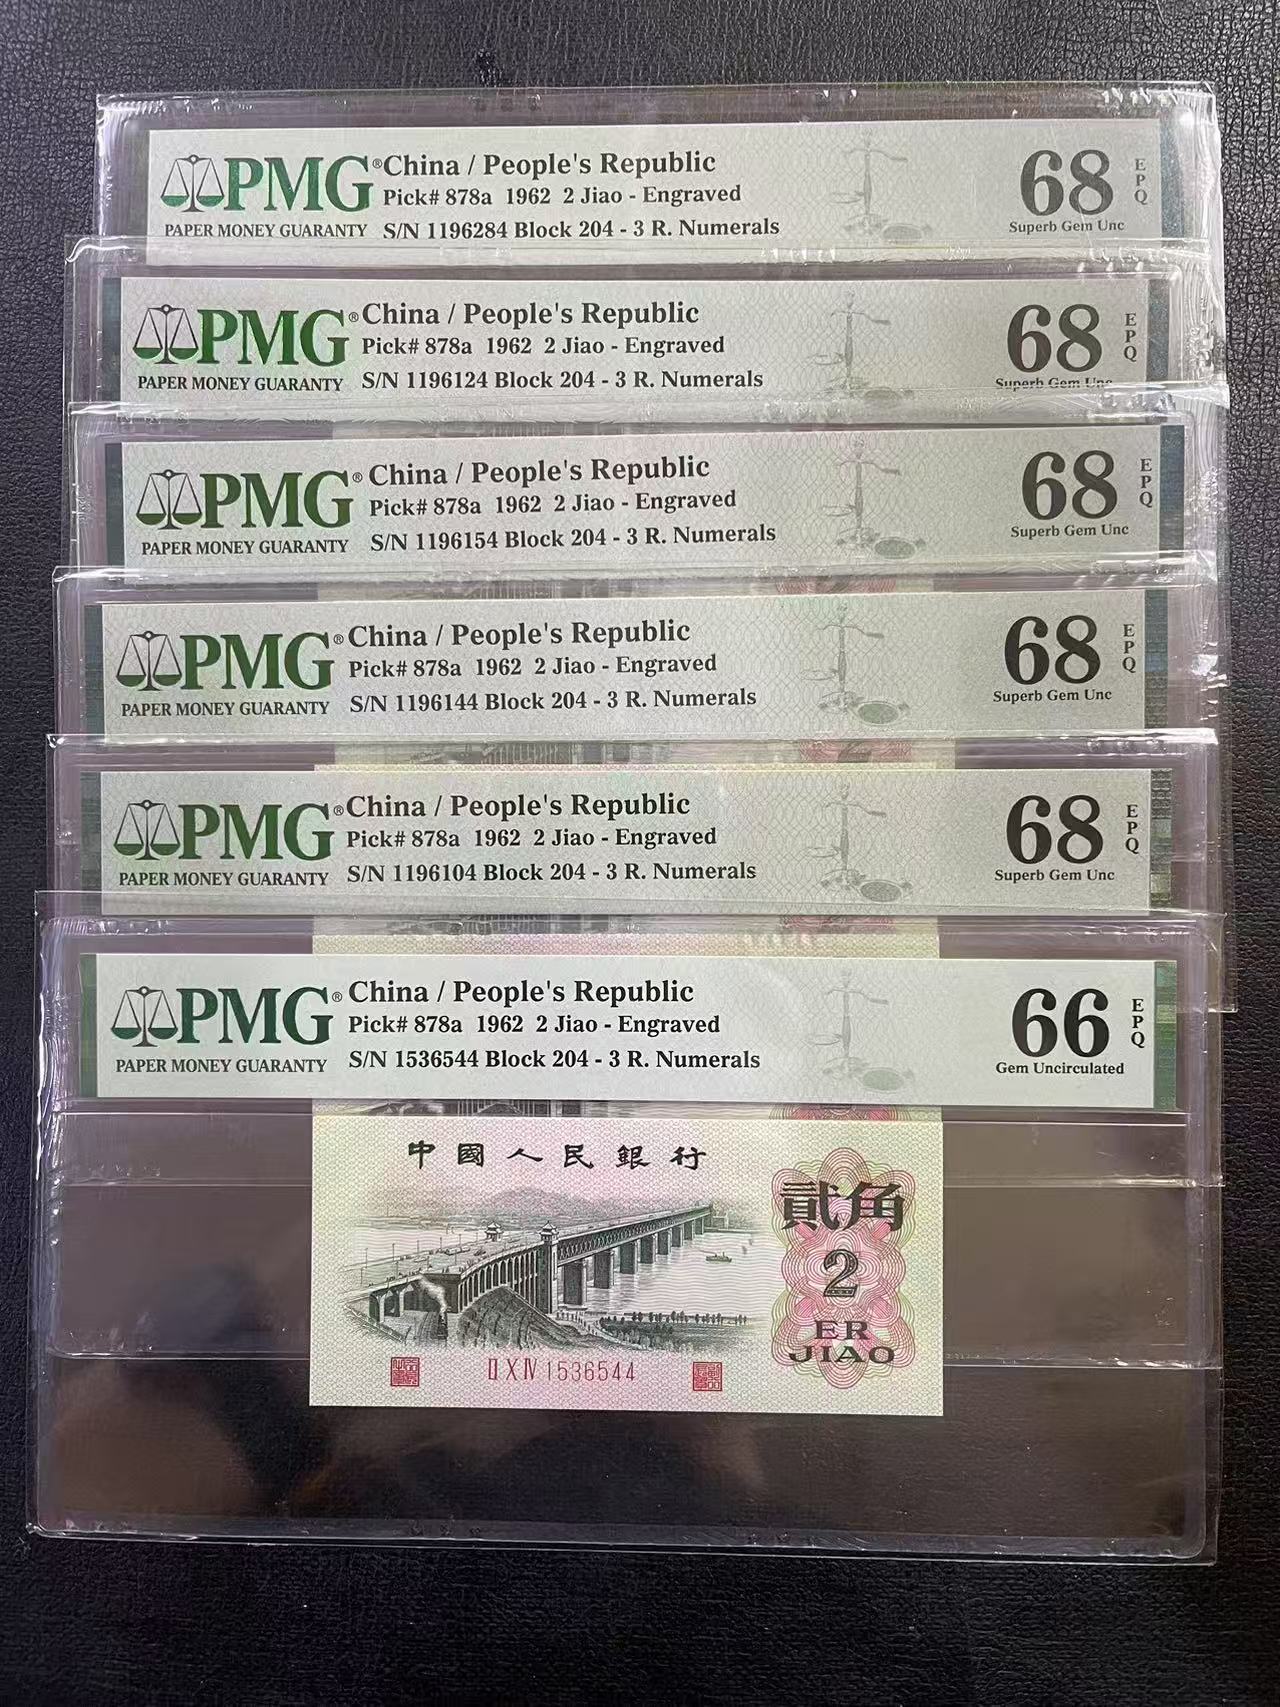 PMG® China / People's Republic 68 EPQ
Pick# 878a 1962 2 Jiao - Engraved
PAPER MONEY GUARANTY S/N 1196284 Block 204 - 3 R. Numerals Superb Gem Unc
PMG® China / People's Republic 68 EPQ
Pick# 878a 1962 2 Jiao - Engraved
PAPER MONEY GUARANTY S/N 1196124 Block 204 - 3 R. Numerals Superb Gem Unc
PMG® China / People's Republic 68 EPQ
Pick# 878a 1962 2 Jiao - Engraved
PAPER MONEY GUARANTY S/N 1196154 Block 204 - 3 R. Numerals Superb Gem Unc
PMG® China / People's Republic 68 EPQ
Pick# 878a 1962 2 Jiao - Engraved
PAPER MONEY GUARANTY S/N 1196144 Block 204 - 3 R. Numerals Superb Gem Unc
PMG® China / People's Republic 68 EPQ
Pick# 878a 1962 2 Jiao - Engraved
PAPER MONEY GUARANTY S/N 1196104 Block 204 - 3 R. Numerals Superb Gem Unc
PMG® China / People's Republic 66 EPQ
Pick# 878a 1962 2 Jiao - Engraved
PAPER MONEY GUARANTY S/N 1536544 Block 204 - 3 R. Numerals Gem Uncirculated
中國人民銀行
貳角
2
ER
JIAO
II X IV 1536544